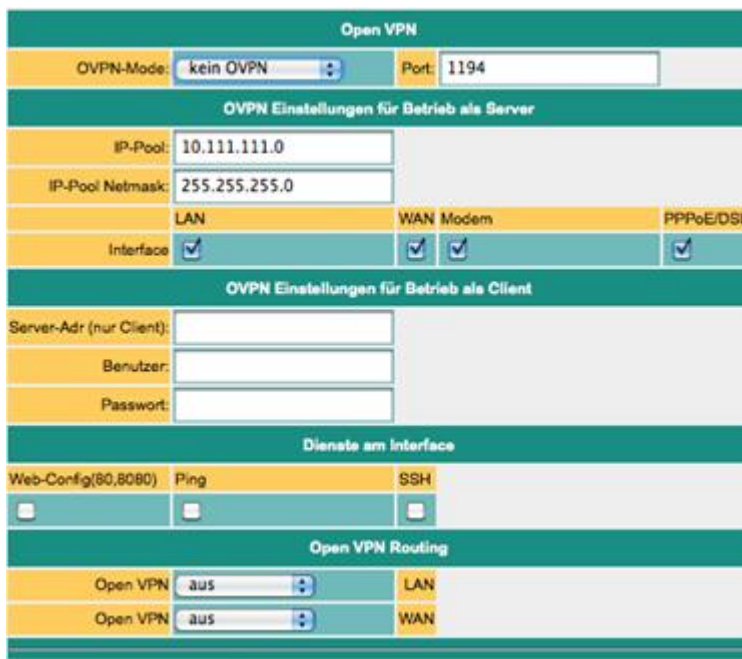 Open VPN
OVPN-Mode: kein OVPN Port: 1194
OVPN Einstellungen für Betrieb als Server
IP-Pool: 10.111.111.0
IP-Pool Netmask: 255.255.255.0
LAN WAN Modem PPPoE/DSL
Interface
OVPN Einstellungen für Betrieb als Client
Server-Adr (nur Client):
Benutzer:
Passwort:
Dienste am Interface
Web-Config(80,8080) Ping SSH
Open VPN Routing
Open VPN aus LAN
Open VPN aus WAN